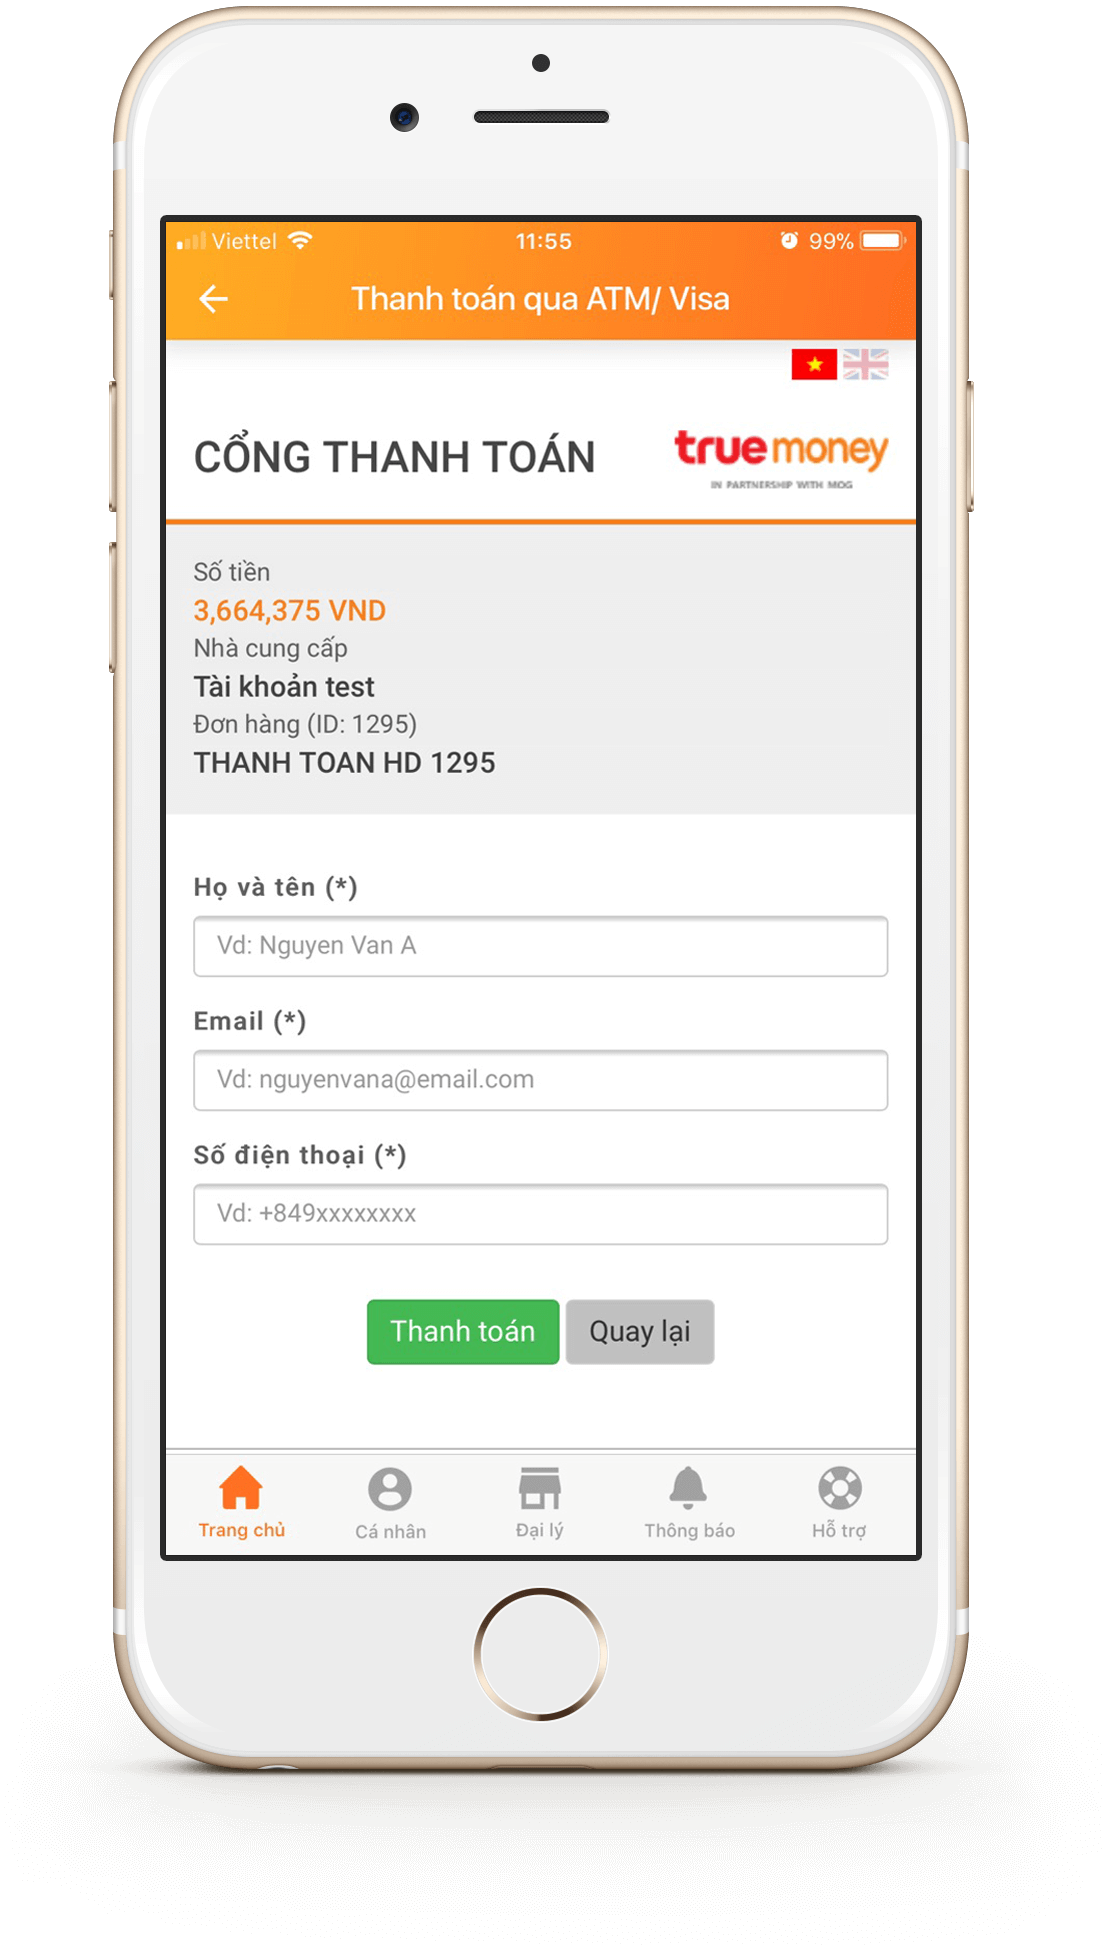 Viettel 11:55 99%
Thanh toán qua ATM/ Visa
CỔNG THANH TOÁN
truemoney
IN PARTNERSHIP WITH MOG
Số tiền
3,664,375 VND
Nhà cung cấp
Tài khoản test
Đơn hàng (ID: 1295)
THANH TOAN HD 1295
Họ và tên (*)
Vd: Nguyen Van A
Email (*)
Vd: nguyenvana@email.com
Số điện thoại (*)
Vd: +849xxxxxxxx
Thanh toán Quay lại
Trang chủ Cá nhân Đại lý Thông báo Hỗ trợ